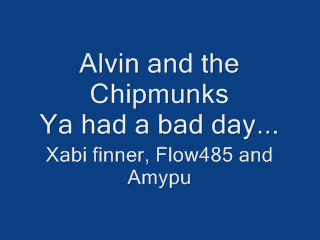 Alvin and the
Chipmunks
Ya had a bad day...
Xabi finner, Flow485 and
Amypu